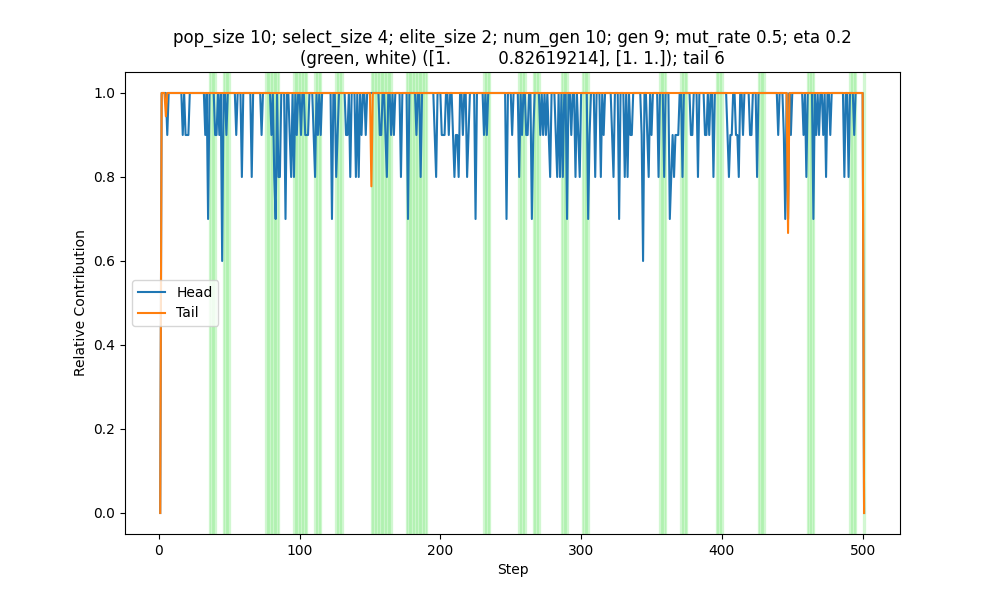 pop_size 10; select_size 4; elite_size 2; num_gen 10; gen 9; mut_rate 0.5; eta 0.2
(green, white) ([1.         0.82619214], [1. 1.]); tail 6
1.0
0.8
0.6
0.4
0.2
0.0
Relative Contribution
Head
Tail
0
100
200
300
400
500
Step